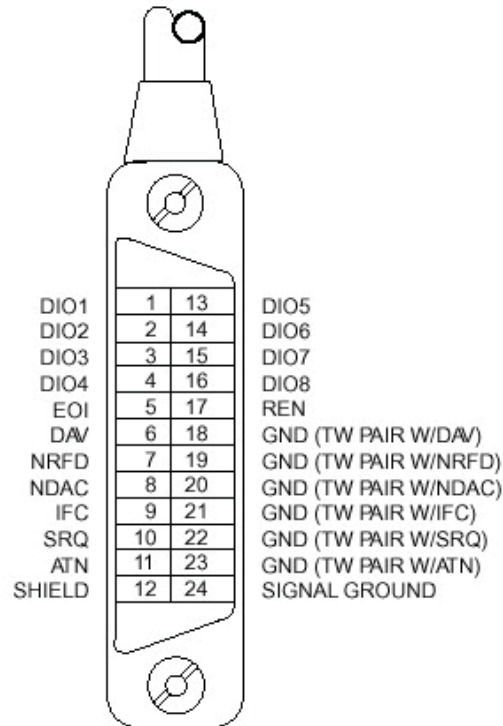 DIO1 1 13 DIO5
DIO2 2 14 DIO6
DIO3 3 15 DIO7
DIO4 4 16 DIO8
EOI 5 17 REN
DAV 6 18 GND (TW PAIR W/DAV)
NRFD 7 19 GND (TW PAIR W/NRFD)
NDAC 8 20 GND (TW PAIR W/NDAC)
IFC 9 21 GND (TW PAIR W/IFC)
SRQ 10 22 GND (TW PAIR W/SRQ)
ATN 11 23 GND (TW PAIR W/ATN)
SHIELD 12 24 SIGNAL GROUND